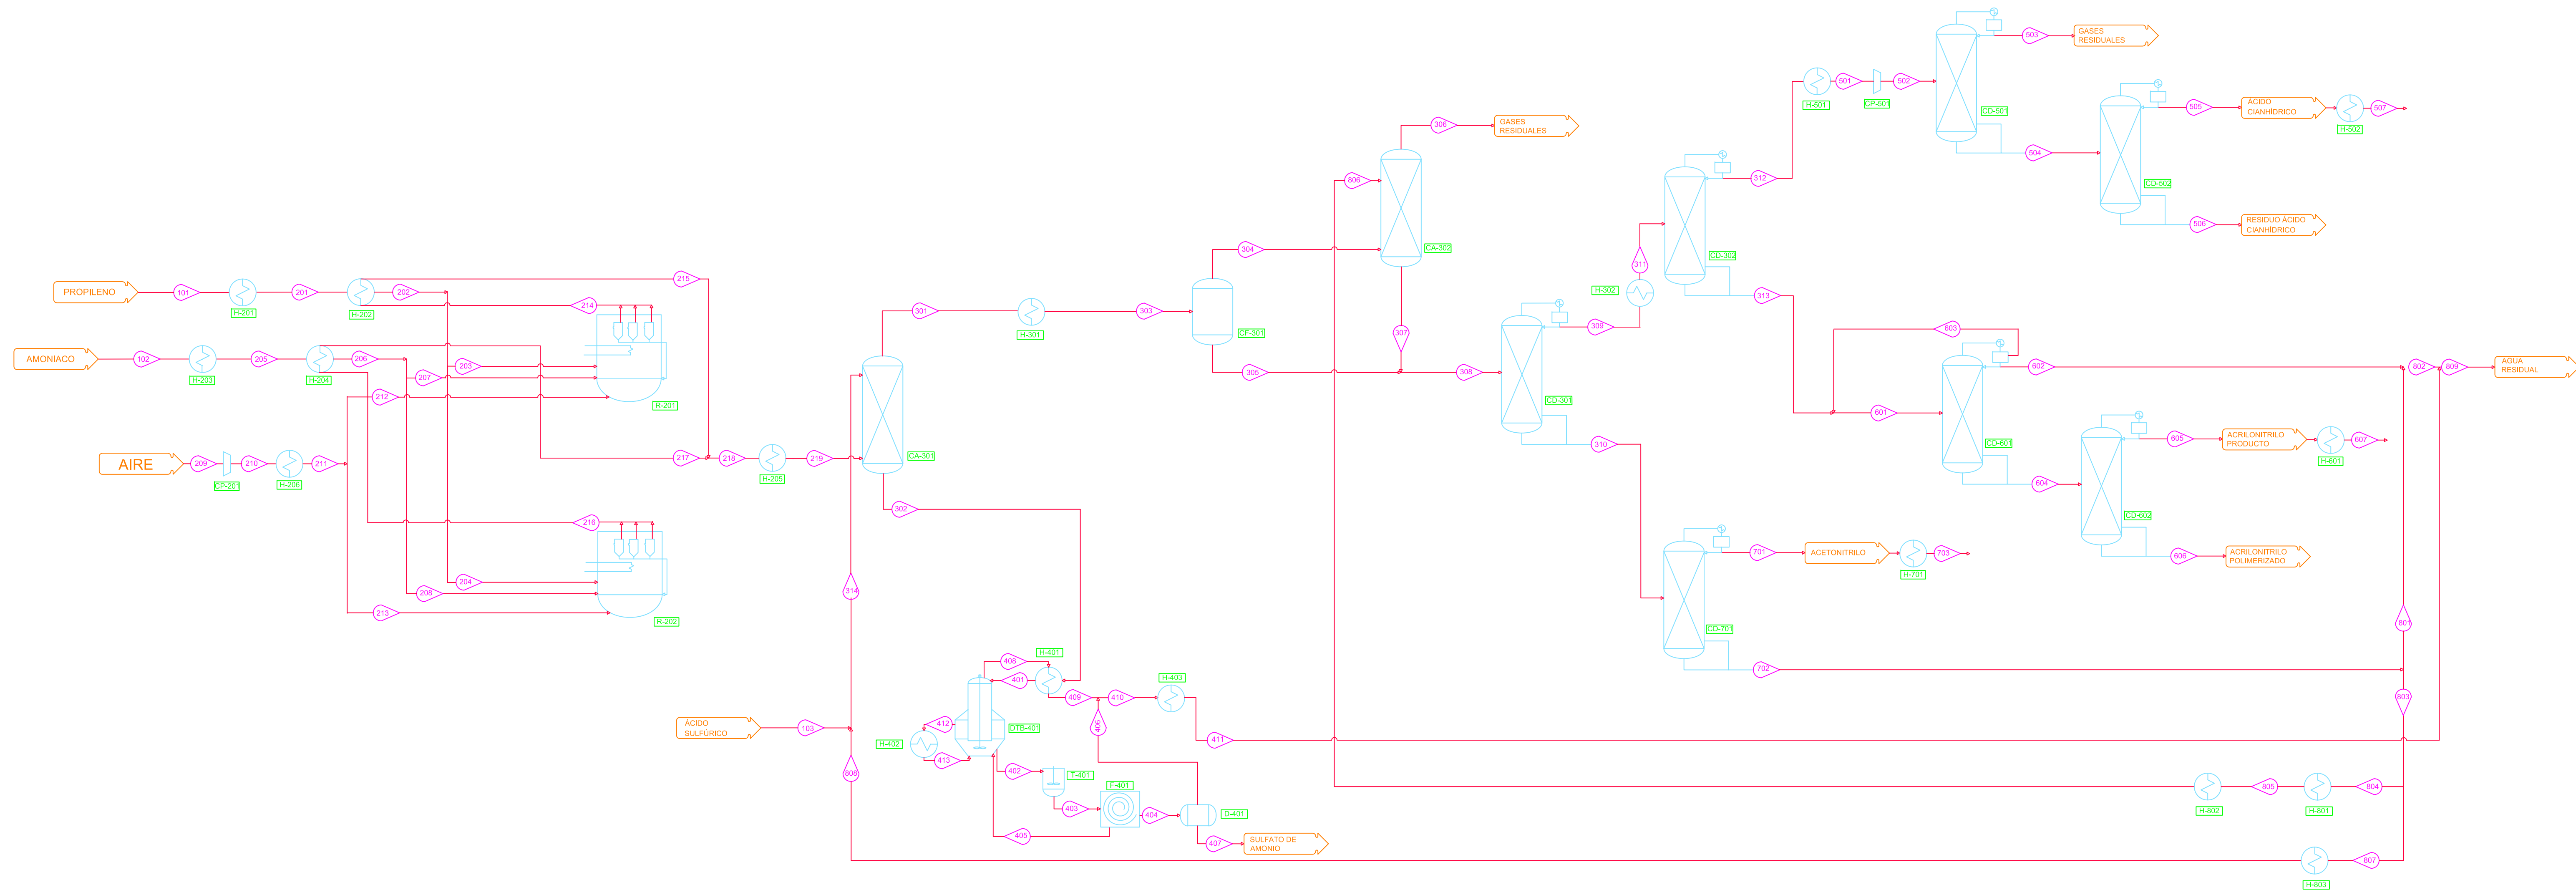 503
GASES
RESIDUALES
H-501
501
CP-501
502
CD-501
504
505
ÁCIDO
CIANHÍDRICO
H-502
507
CD-502
506
RESIDUO ÁCIDO
CIANHÍDRICO
306
GASES
RESIDUALES
806
CA-302
304
CF-301
307
305
308
312
CD-302
311
H-302
313
309
CD-301
310
PROPILENO
101
H-201
201
H-202
202
215
214
AMONIACO
102
H-203
205
H-204
206
203
207
212
R-201
AIRE
209
CP-201
210
H-206
211
217
218
H-205
219
216
204
208
213
R-202
301
H-301
303
CA-301
302
314
603
CD-601
602
601
604
605
ACRILONITRILO
PRODUCTO
H-601
607
CD-602
606
ACRILONITRILO
POLIMERIZADO
802
809
AGUA
RESIDUAL
701
ACETONITRILO
H-701
703
CD-701
702
801
803
ÁCIDO
SULFÚRICO
103
808
408
H-401
401
409
410
H-403
411
412
H-402
413
DTB-401
402
T-401
403
F-401
404
405
406
D-401
407
SULFATO DE
AMONIO
H-802
805
H-801
804
H-803
807